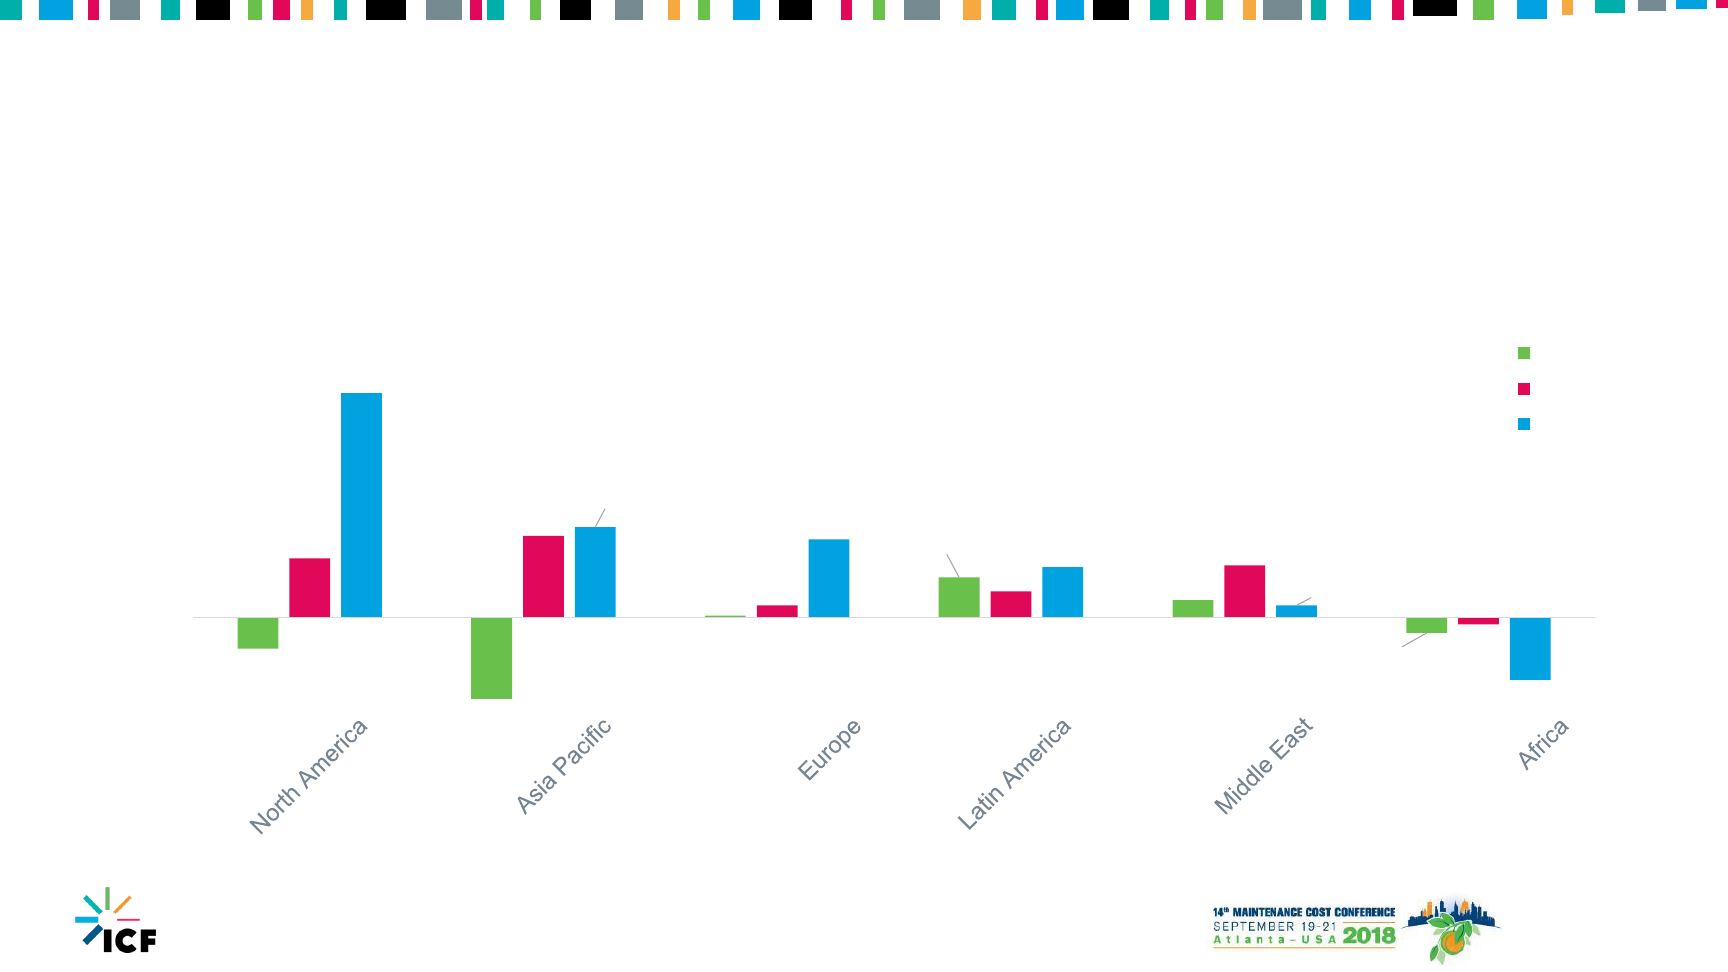 North America
Asia Pacific
Europe
Latin America
Middle East
Africa
ICF
14th MAINTENANCE COST CONFERENCE
SEPTEMBER 19-21
Atlanta-USA 2018